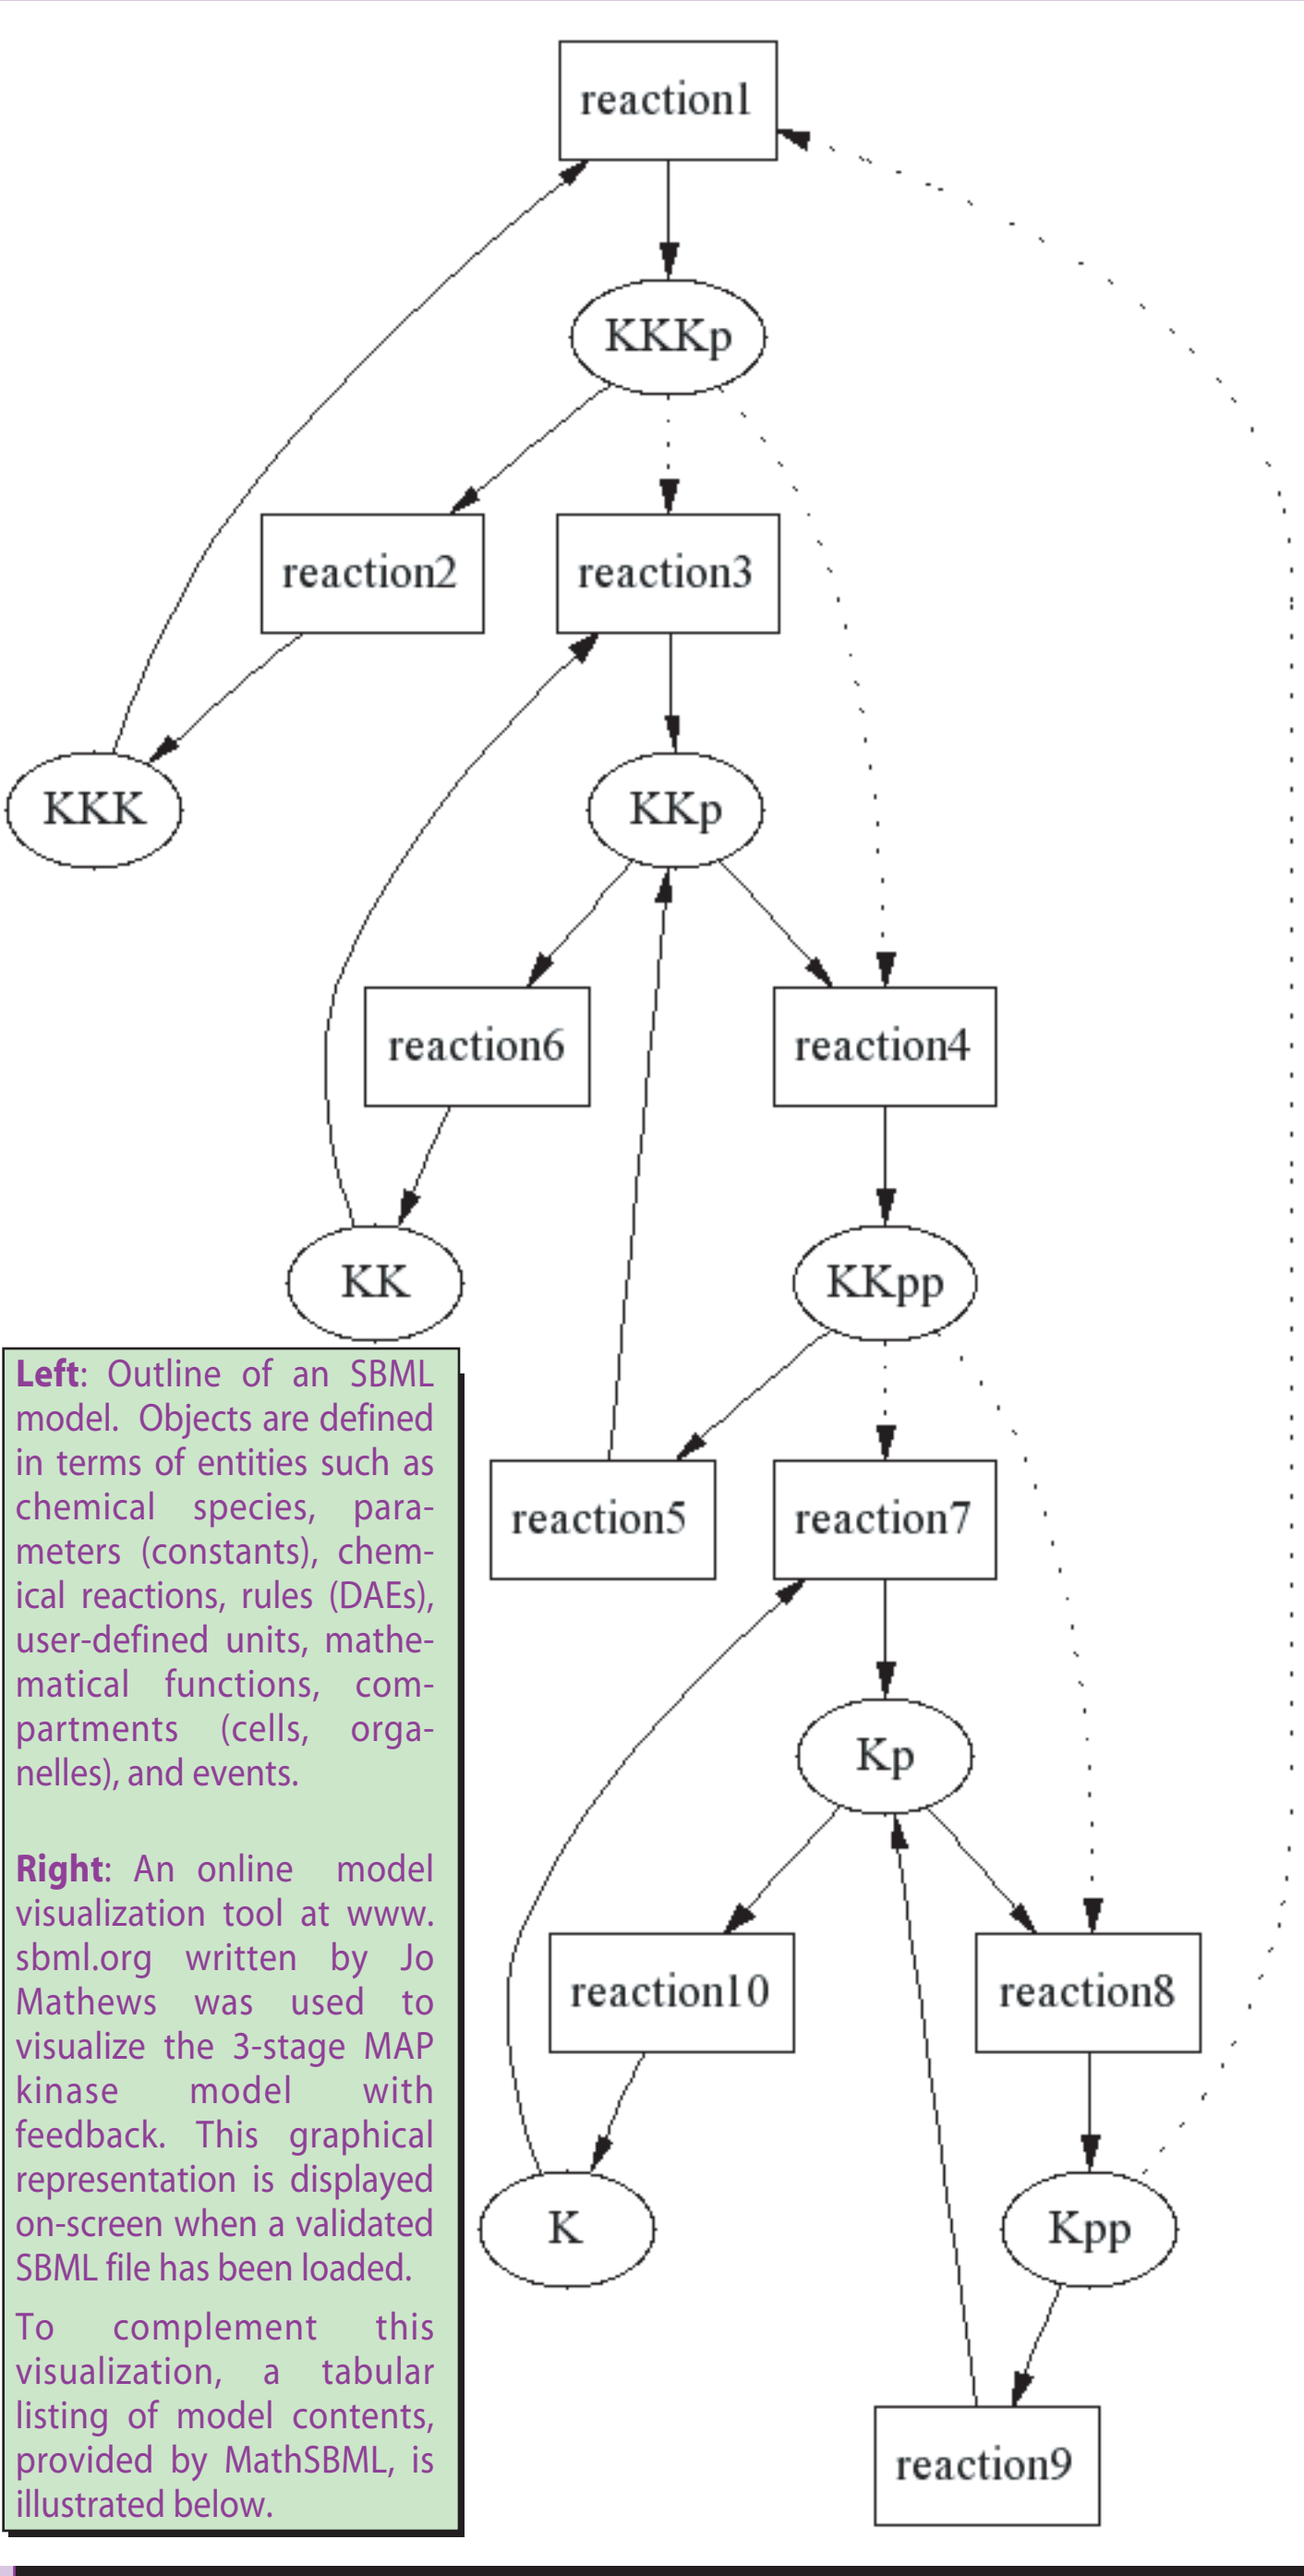 reaction1
KKKp
reaction2
reaction3
KKK
KKp
reaction6
reaction4
KK
KKpp
reaction5
reaction7
Kp
reaction10
reaction8
K
Kpp
reaction9
Left: Outline of an SBML
model. Objects are defined
in terms of entities such as
chemical species, para-
meters (constants), chem-
ical reactions, rules (DAEs),
user-defined units, mathe-
matical functions, com-
partments (cells, orga-
nelles), and events.
Right: An online model
visualization tool at www.
sbml.org written by Jo
Mathews was used to
visualize the 3-stage MAP
kinase model with
feedback. This graphical
representation is displayed
on-screen when a validated
SBML file has been loaded.
To complement this
visualization, a tabular
listing of model contents,
provided by MathSBML, is
illustrated below.